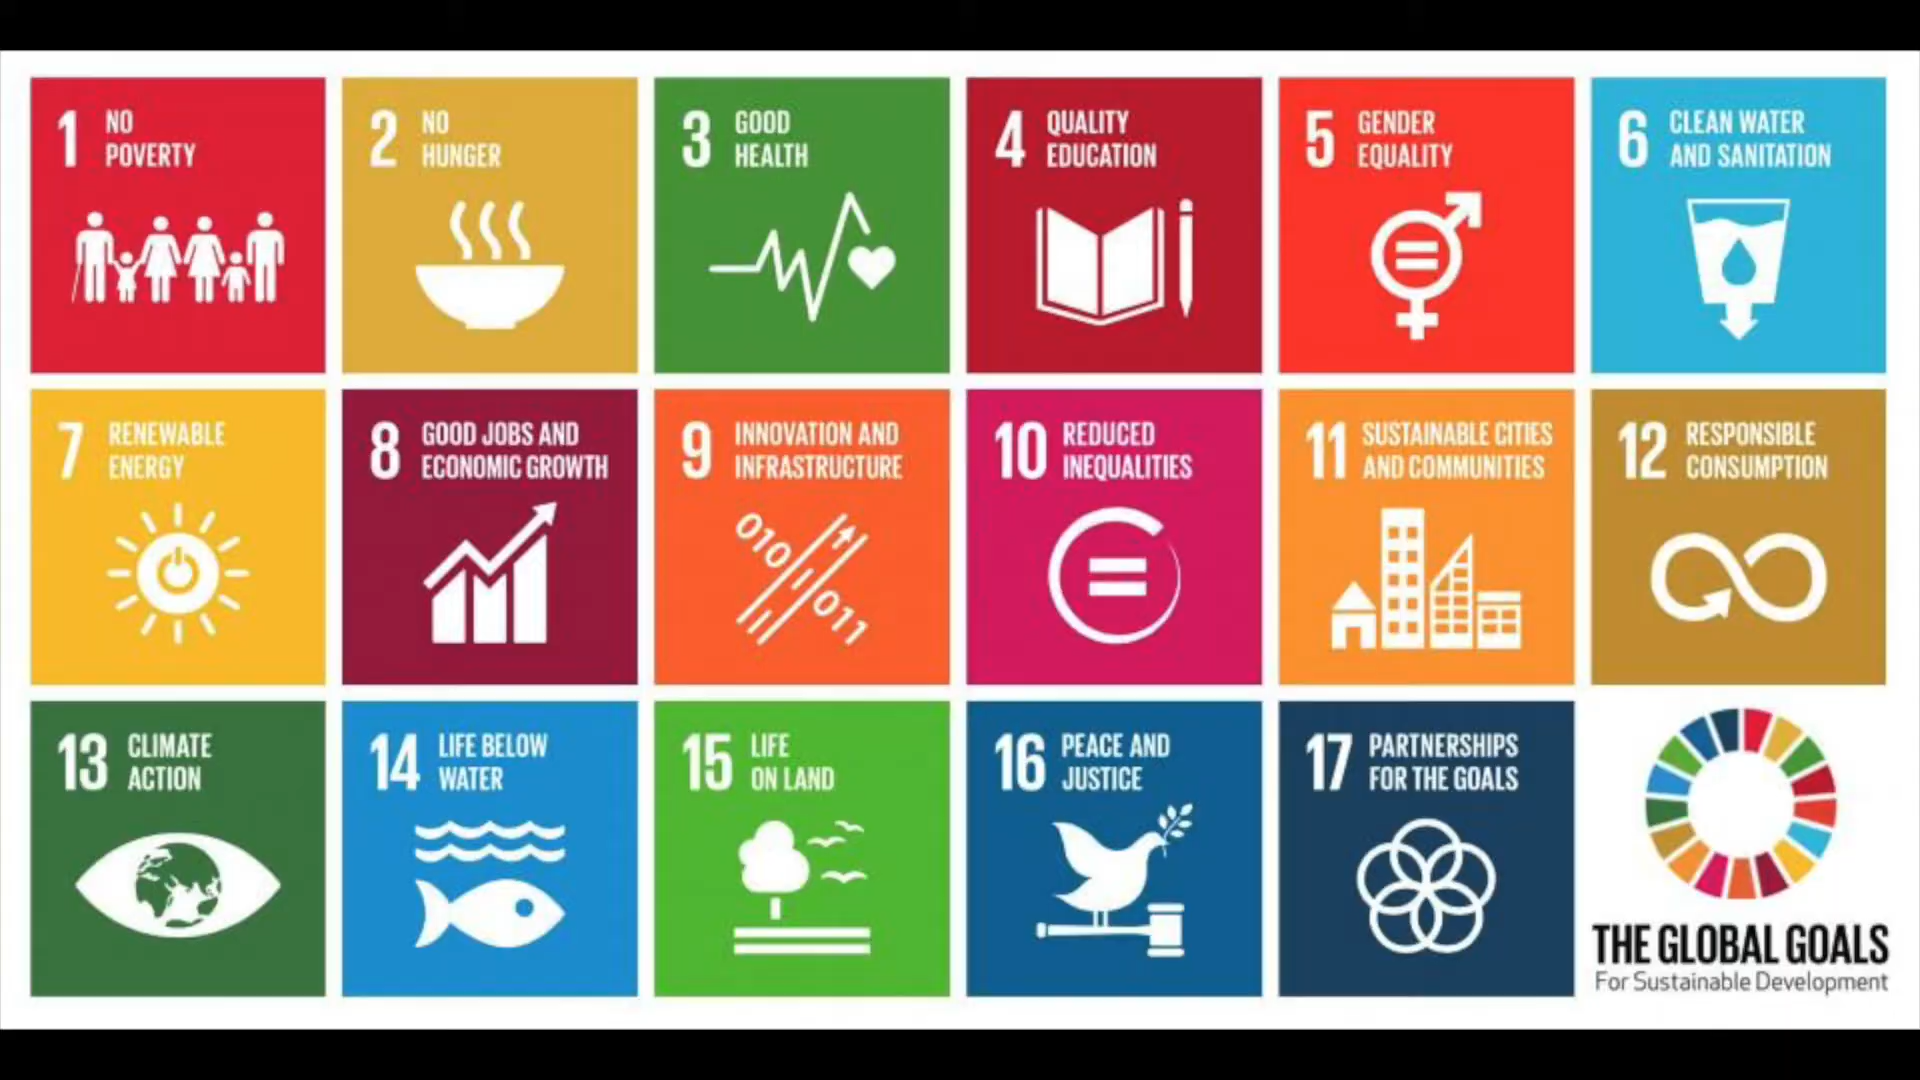 1 NO
POVERTY
2 NO
HUNGER
3 GOOD
HEALTH
4 QUALITY
EDUCATION
5 GENDER
EQUALITY
6 CLEAN WATER
AND SANITATION
7 RENEWABLE
ENERGY
8 GOOD JOBS AND
ECONOMIC GROWTH
9 INNOVATION AND
INFRASTRUCTURE
010
011
10 REDUCED
INEQUALITIES
11 SUSTAINABLE CITIES
AND COMMUNITIES
12 RESPONSIBLE
CONSUMPTION
13 CLIMATE
ACTION
14 LIFE BELOW
WATER
15 LIFE
ON LAND
16 PEACE AND
JUSTICE
17 PARTNERSHIPS
FOR THE GOALS
THE GLOBAL GOALS
For Sustainable Development